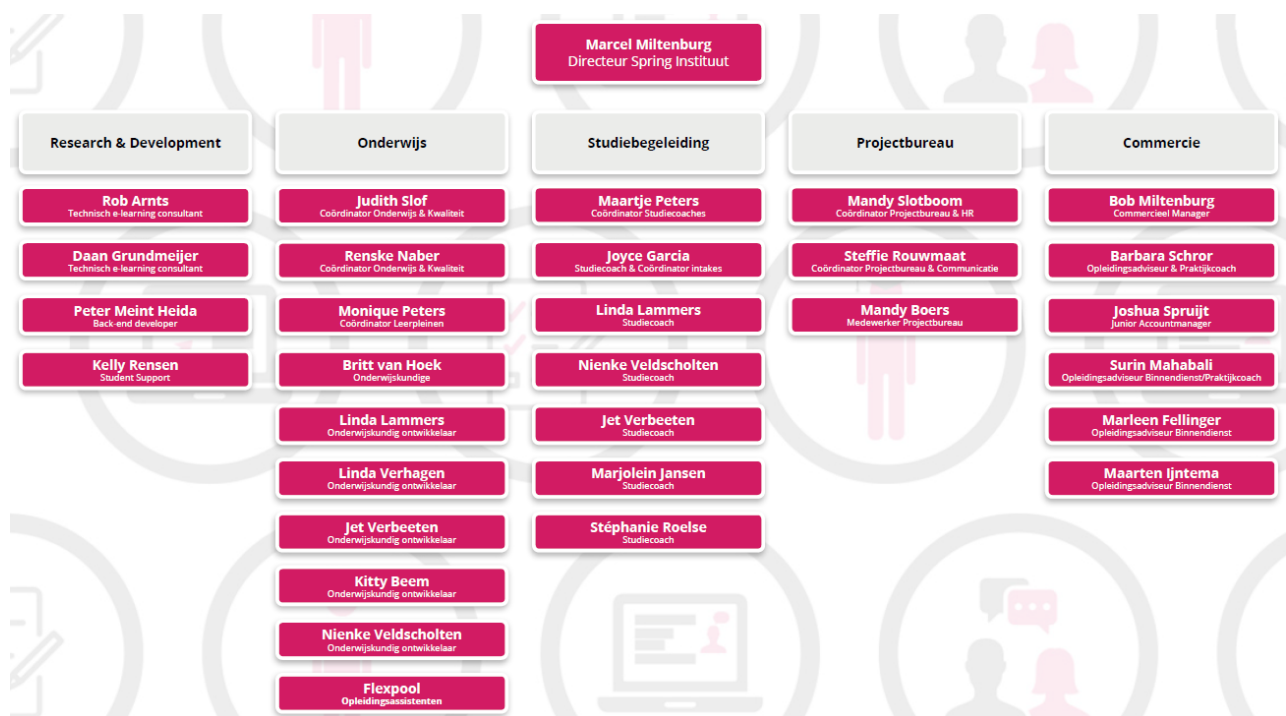 Marcel Miltenburg
Directeur Spring Instituut
Research & Development
Rob Arnts
Technisch e-learning consultant
Daan Grundmeijer
Technisch e-learning consultant
Peter Meint Heida
Back-end developer
Kelly Rensen
Student Support
Onderwijs
Judith Slof
Coördinator Onderwijs & Kwaliteit
Renske Naber
Coördinator Onderwijs & Kwaliteit
Monique Peters
Coördinator Leerpleinen
Britt van Hoek
Onderwijskundige
Linda Lammers
Onderwijskundig ontwikkelaar
Linda Verhagen
Onderwijskundig ontwikkelaar
Jet Verbeeten
Onderwijskundig ontwikkelaar
Kitty Beem
Onderwijskundig ontwikkelaar
Nienke Veldscholten
Onderwijskundig ontwikkelaar
Flexpool
Opleidingsassistenten
Studiebegeleiding
Maartje Peters
Coördinator Studiecoaches
Joyce Garcia
Studiecoach & Coördinator intakes
Linda Lammers
Studiecoach
Nienke Veldscholten
Studiecoach
Jet Verbeeten
Studiecoach
Marjolein Jansen
Studiecoach
Stéphanie Roelse
Studiecoach
Projectbureau
Mandy Slotboom
Coördinator Projectbureau & HR
Steffie Rouwmaat
Coördinator Projectbureau & Communicatie
Mandy Boers
Medewerker Projectbureau
Commercie
Bob Miltenburg
Commercieel Manager
Barbara Schror
Opleidingsadviseur & Praktijkcoach
Joshua Spruijt
Junior Accountmanager
Surin Mahabali
Opleidingsadviseur Binnendienst/Praktijkcoach
Marleen Fellinger
Opleidingsadviseur Binnendienst
Maarten Ijntema
Opleidingsadviseur Binnendienst